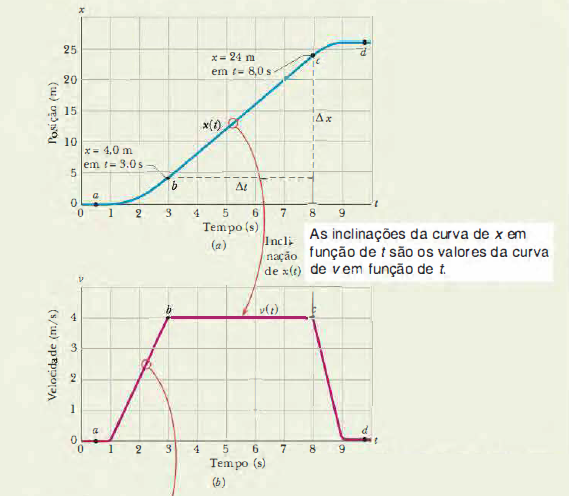 x
25
20
15
10
5
0
Posição (m)
x = 24 m
em t = 8,0 s
x(t)
x = 4,0 m
em t = 3,0 s
a
b
c
d
Δx
Δt
0 1 2 3 4 5 6 7 8 9 t
Tempo (s)
(a)
Incli-
nação
de x(t)
As inclinações da curva de x em
função de t são os valores da curva
de v em função de t.
v
4
3
2
1
0
Velocidade (m/s)
b
v(t)
c
a
d
0 1 2 3 4 5 6 7 8 9 t
Tempo (s)
(b)